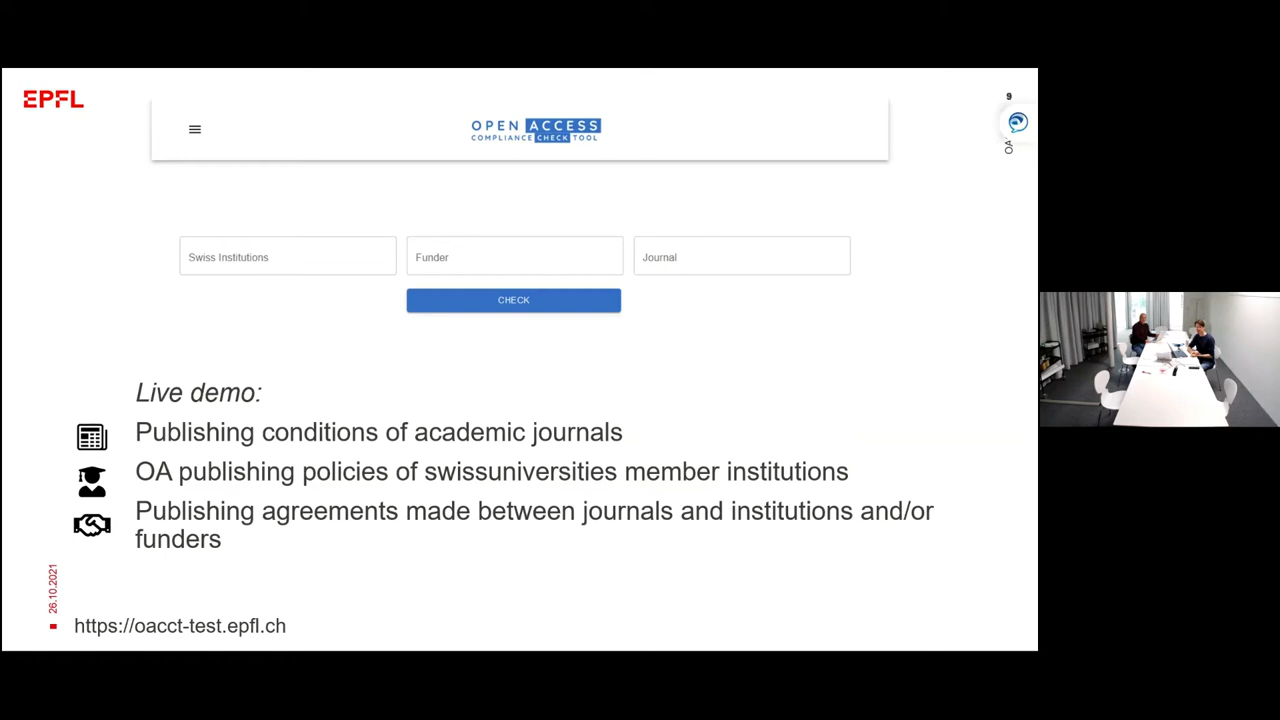 EPFL
9
OPEN ACCESS
COMPLIANCE CHECK TOOL
OA
Swiss Institutions
Funder
Journal
CHECK
Live demo:
Publishing conditions of academic journals
OA publishing policies of swissuniversities member institutions
Publishing agreements made between journals and institutions and/or
funders
26.10.2021
https://oacct-test.epfl.ch